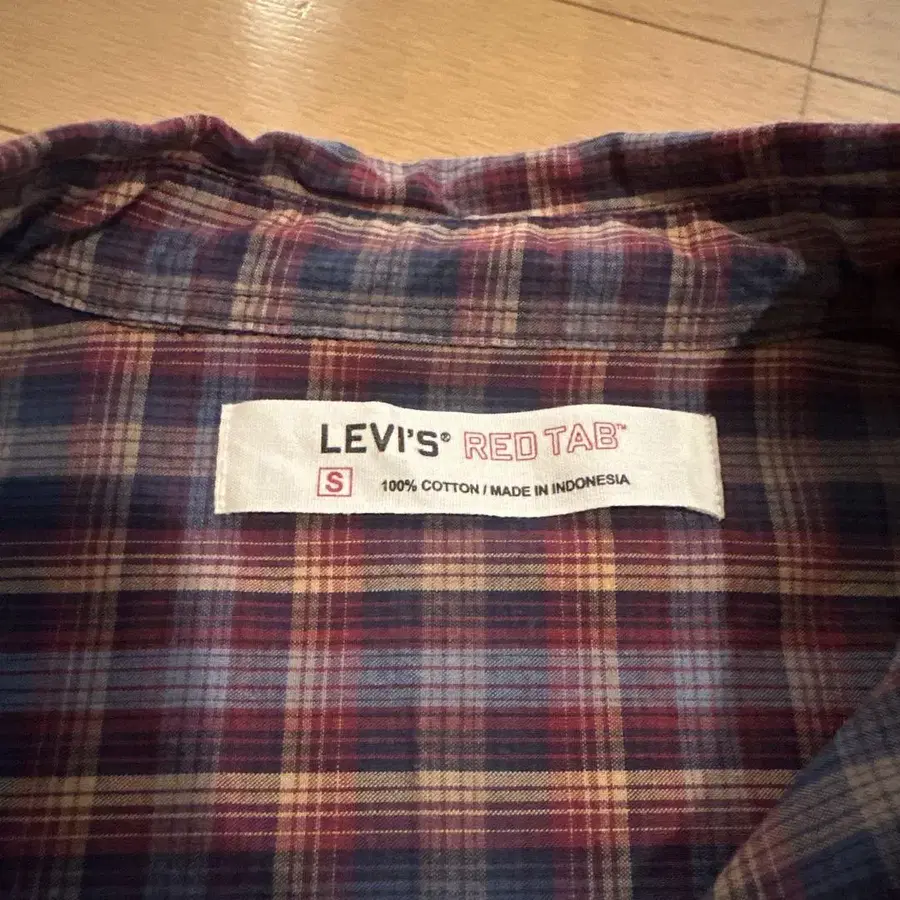 LEVI'S® RED TAB™
S 100% COTTON / MADE IN INDONESIA